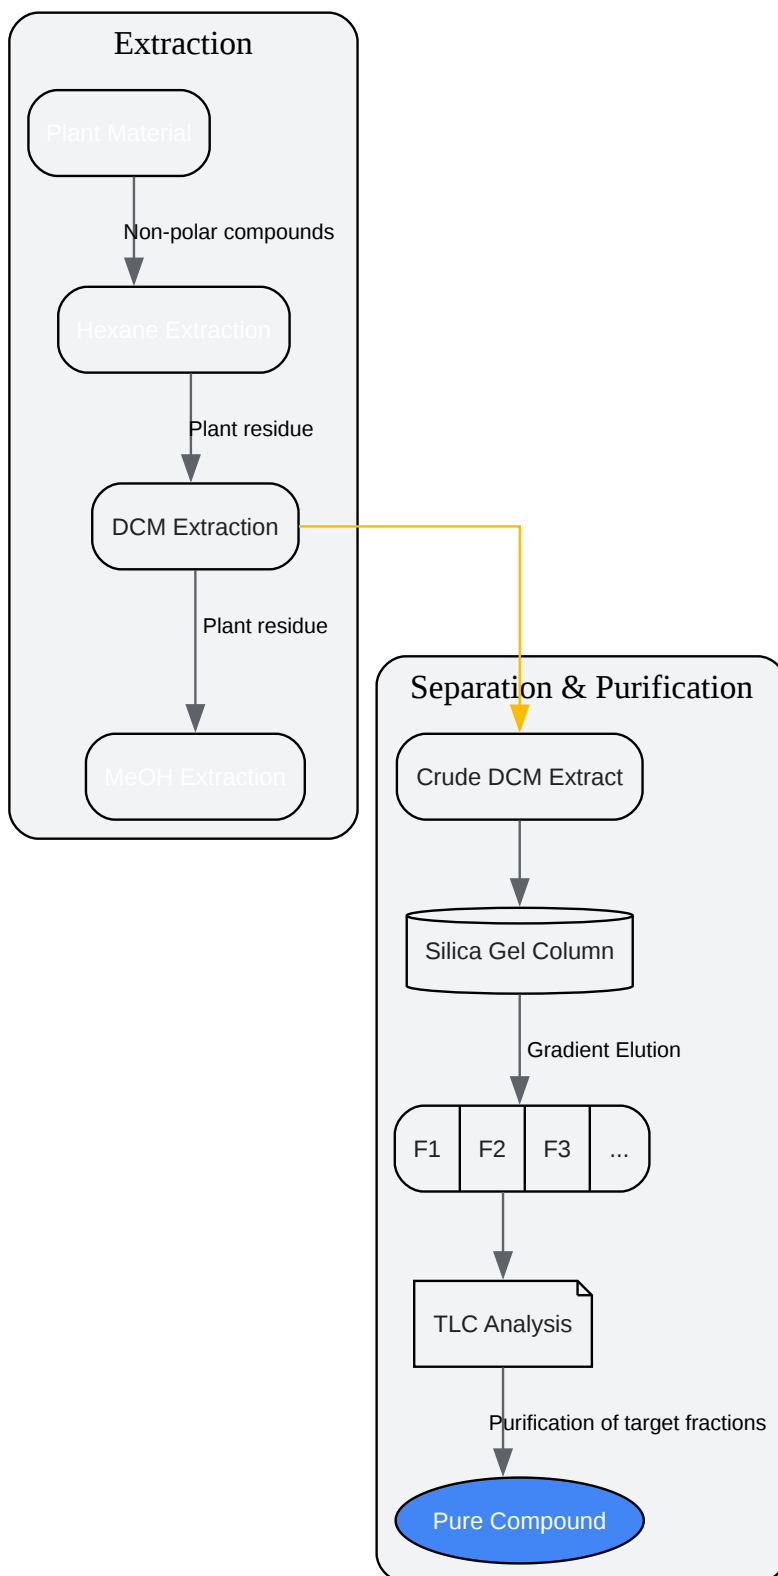 Extraction
Plant Material
Non-polar compounds
Hexane Extraction
Plant residue
DCM Extraction
Plant residue
MeOH Extraction
Separation & Purification
Crude DCM Extract
Silica Gel Column
Gradient Elution
F1 F2 F3 ...
TLC Analysis
Purification of target fractions
Pure Compound